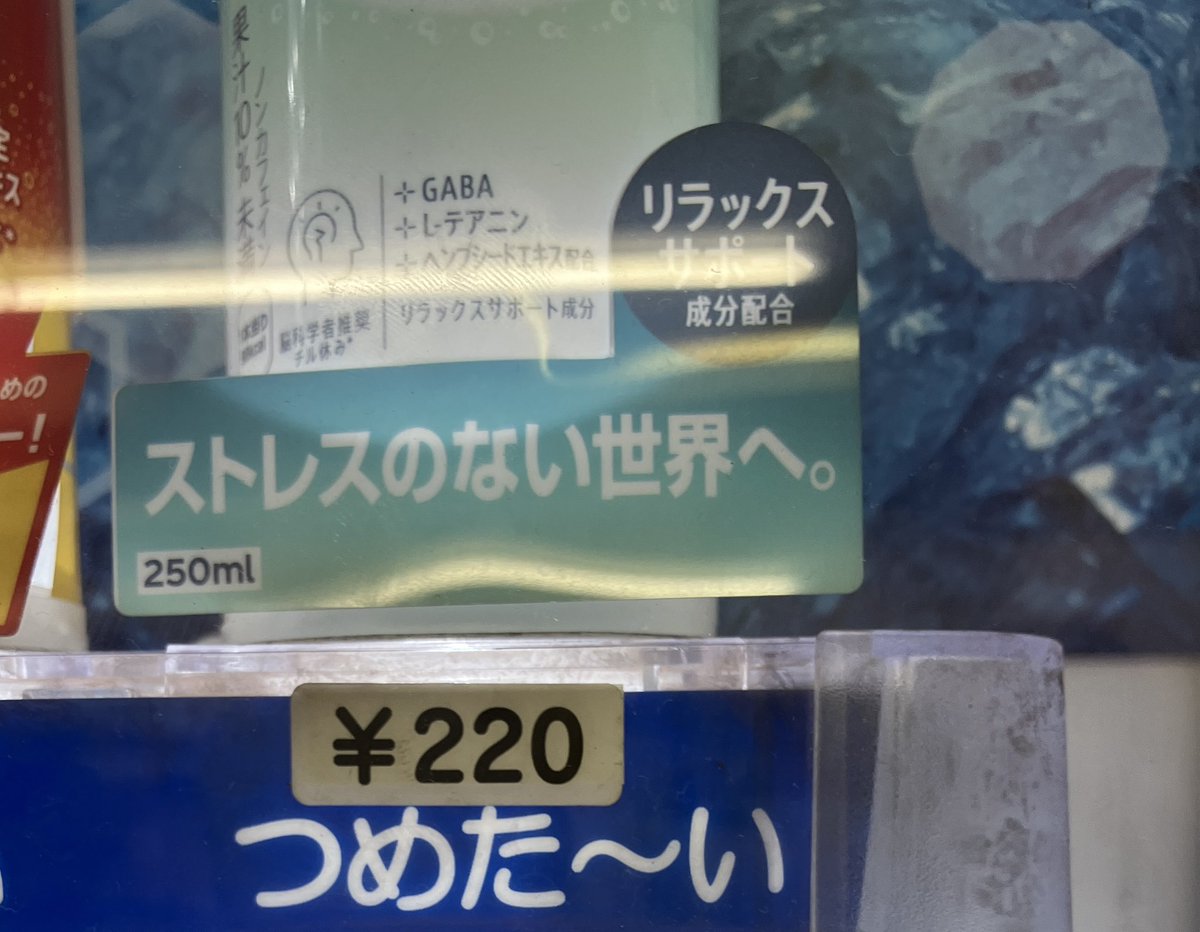 果汁10%未満
ノンカフェイン
+GABA
+L-テアニン
+ヘンプシードエキス配合
リラックスサポート成分
脳科学者推奨
チル休み*
リラックス
サポート
成分配合
ストレスのない世界へ。
250ml
めの
ー!
¥220
つめた〜い